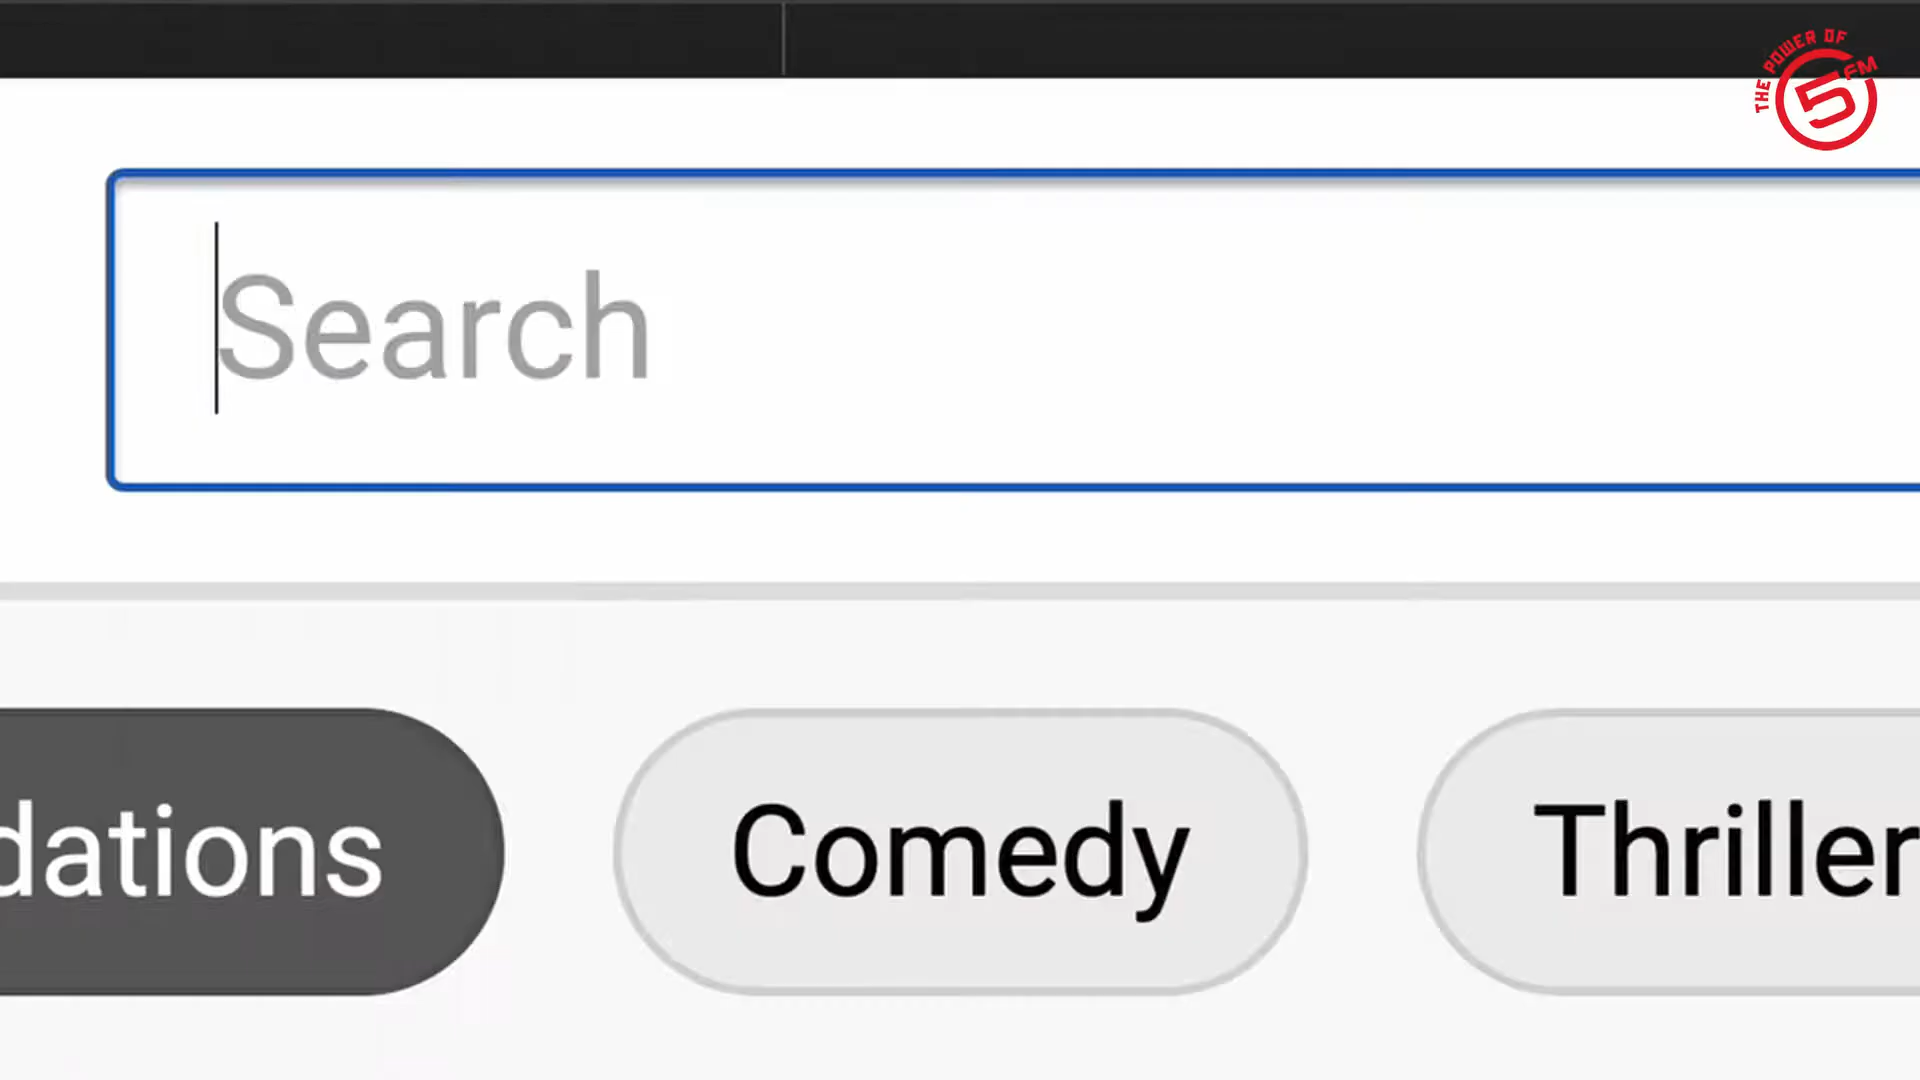 THE POWER OF
5FM
Search
dations
Comedy
Thriller